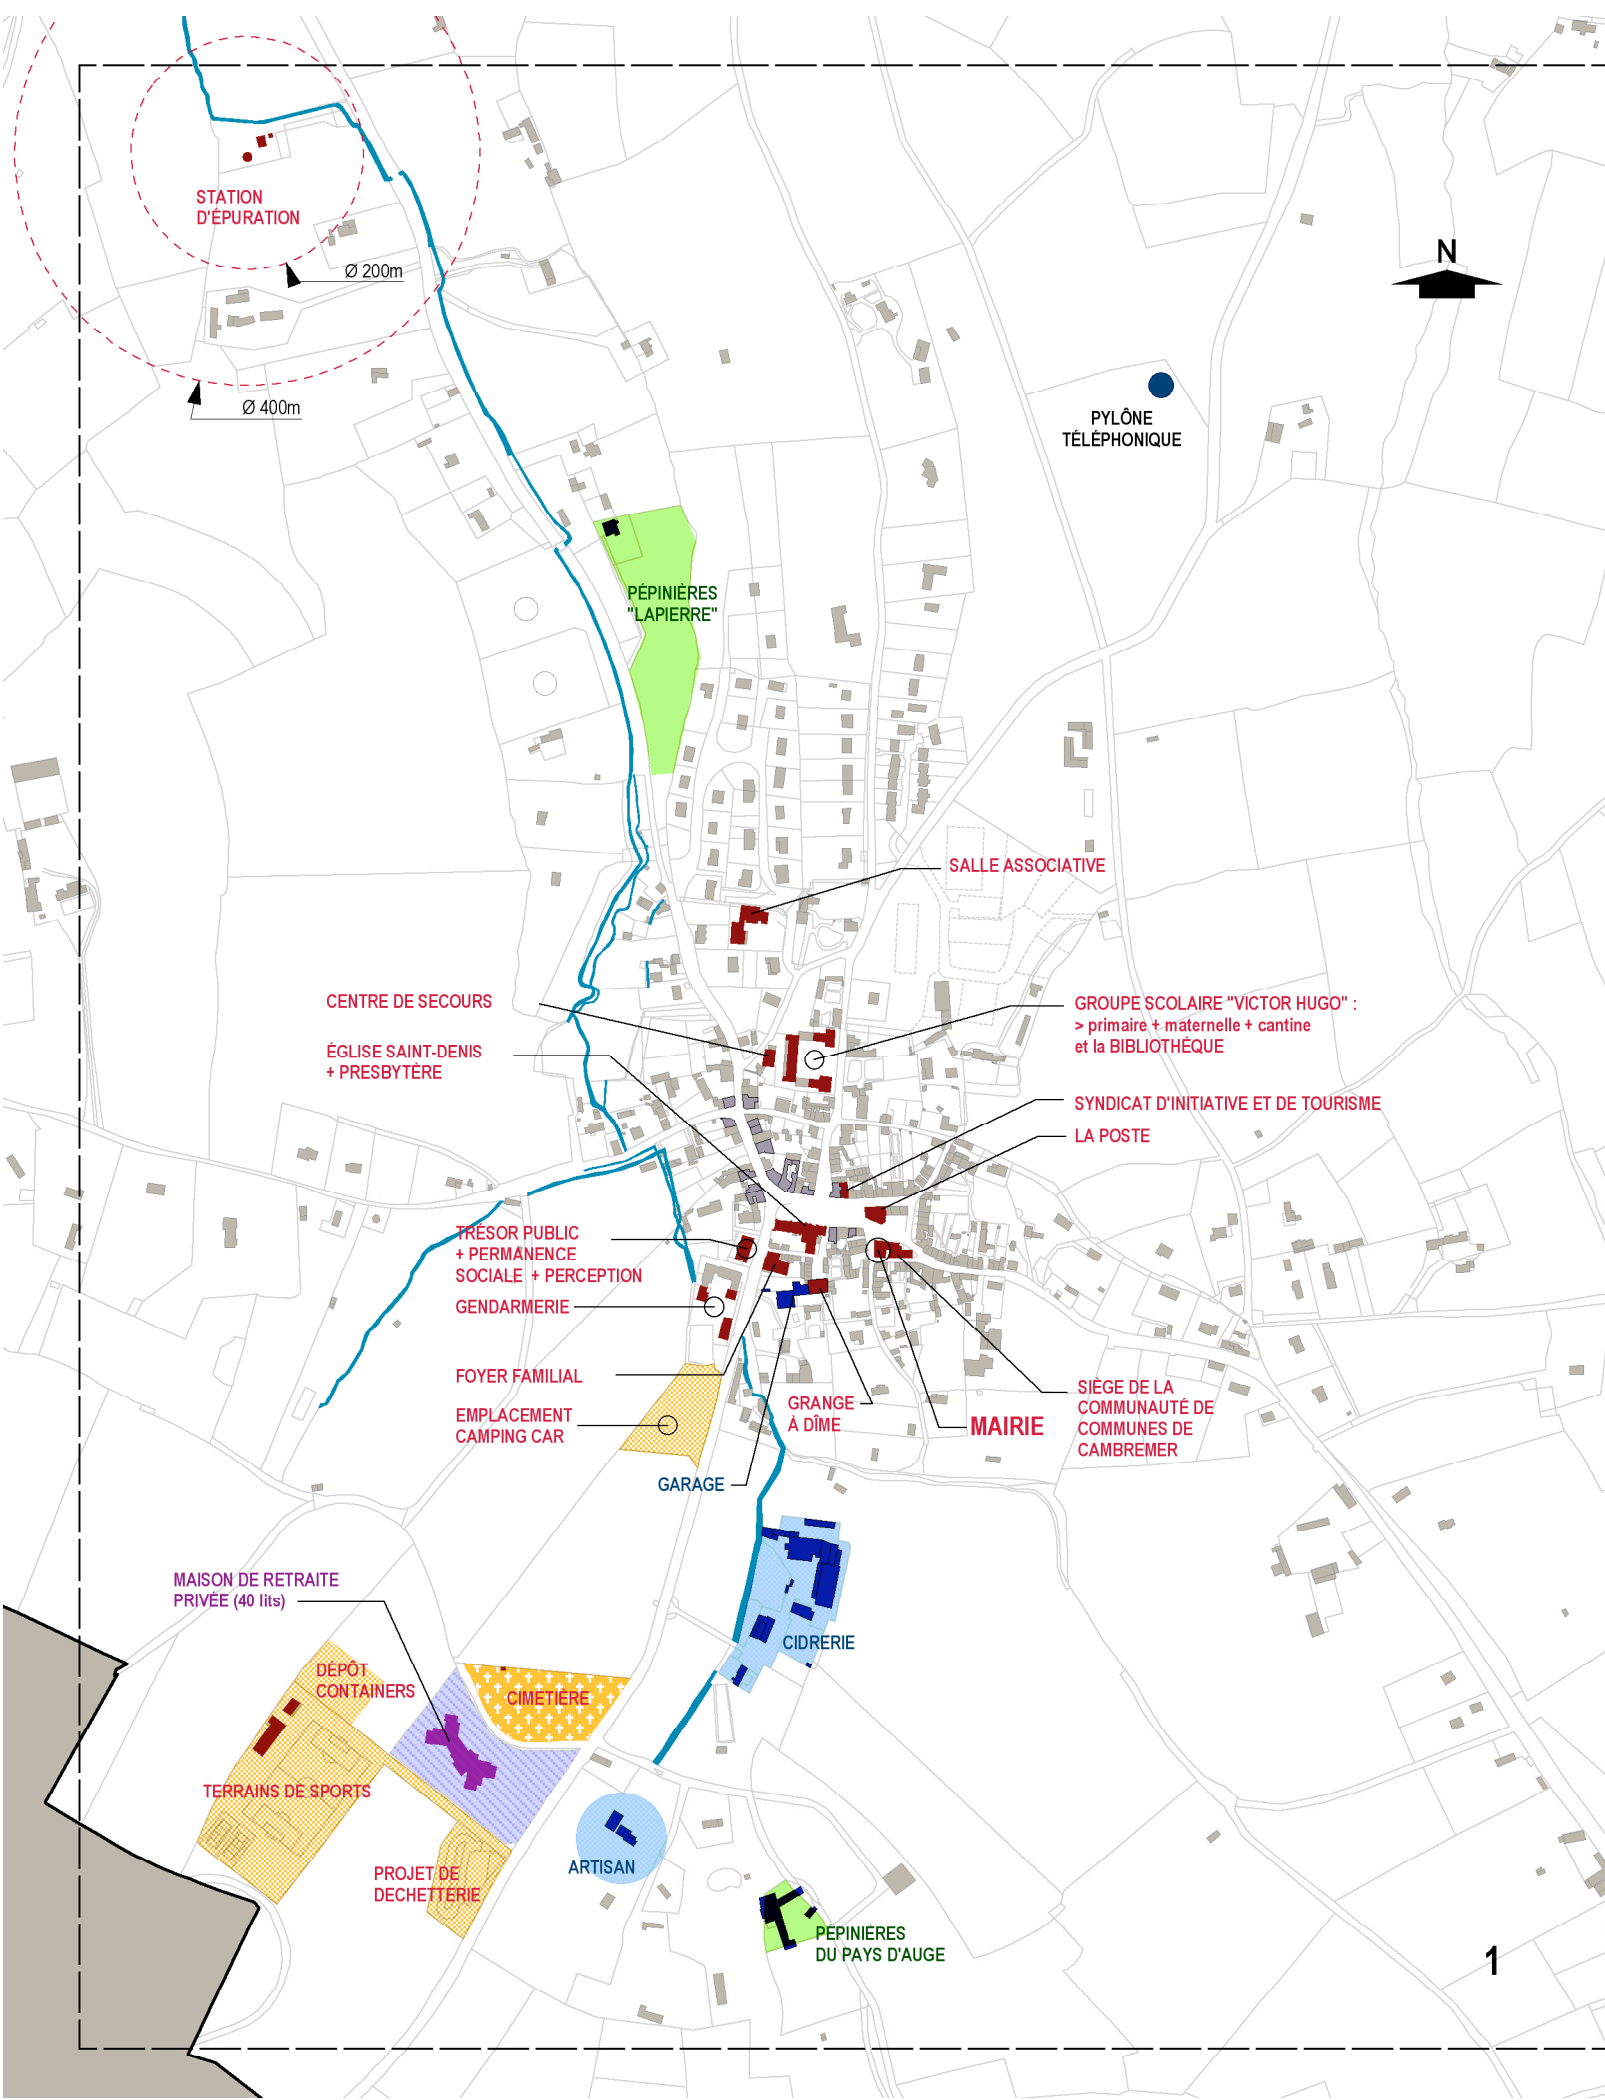 STATION
D'ÉPURATION
N
Ø 200m
Ø 400m
PYLÔNE
TÉLÉPHONIQUE
PÉPINIÈRES
"LAPIERRE"
SALLE ASSOCIATIVE
CENTRE DE SECOURS
GROUPE SCOLAIRE "VICTOR HUGO" :
> primaire + maternelle + cantine
et la BIBLIOTHÈQUE
ÉGLISE SAINT-DENIS
+ PRESBYTÈRE
SYNDICAT D'INITIATIVE ET DE TOURISME
LA POSTE
TRÉSOR PUBLIC
+ PERMANENCE
SOCIALE + PERCEPTION
GENDARMERIE
FOYER FAMILIAL
EMPLACEMENT
CAMPING CAR
GRANGE
À DÎME
MAIRIE
SIÈGE DE LA
COMMUNAUTÉ DE
COMMUNES DE
CAMBREMER
GARAGE
MAISON DE RETRAITE
PRIVÉE (40 lits)
CIDRERIE
DÉPÔT
CONTAINERS
CIMETIÈRE
TERRAINS DE SPORTS
PROJET DE
DECHETTERIE
ARTISAN
PÉPINIÈRES
DU PAYS D'AUGE
1